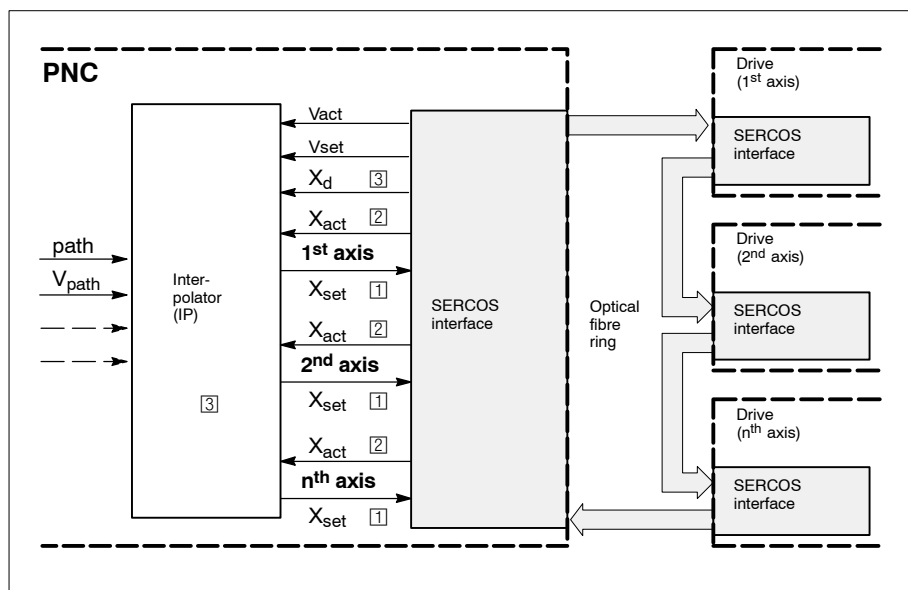 PNC
path
Vpath
Inter-
polator
(IP)
3
Vact
Vset
Xd 3
Xact 2
1st axis
Xset 1
Xact 2
2nd axis
Xset 1
Xact 2
nth axis
Xset 1
SERCOS
interface
Optical
fibre
ring
Drive
(1st axis)
SERCOS
interface
Drive
(2nd axis)
SERCOS
interface
Drive
(nth axis)
SERCOS
interface